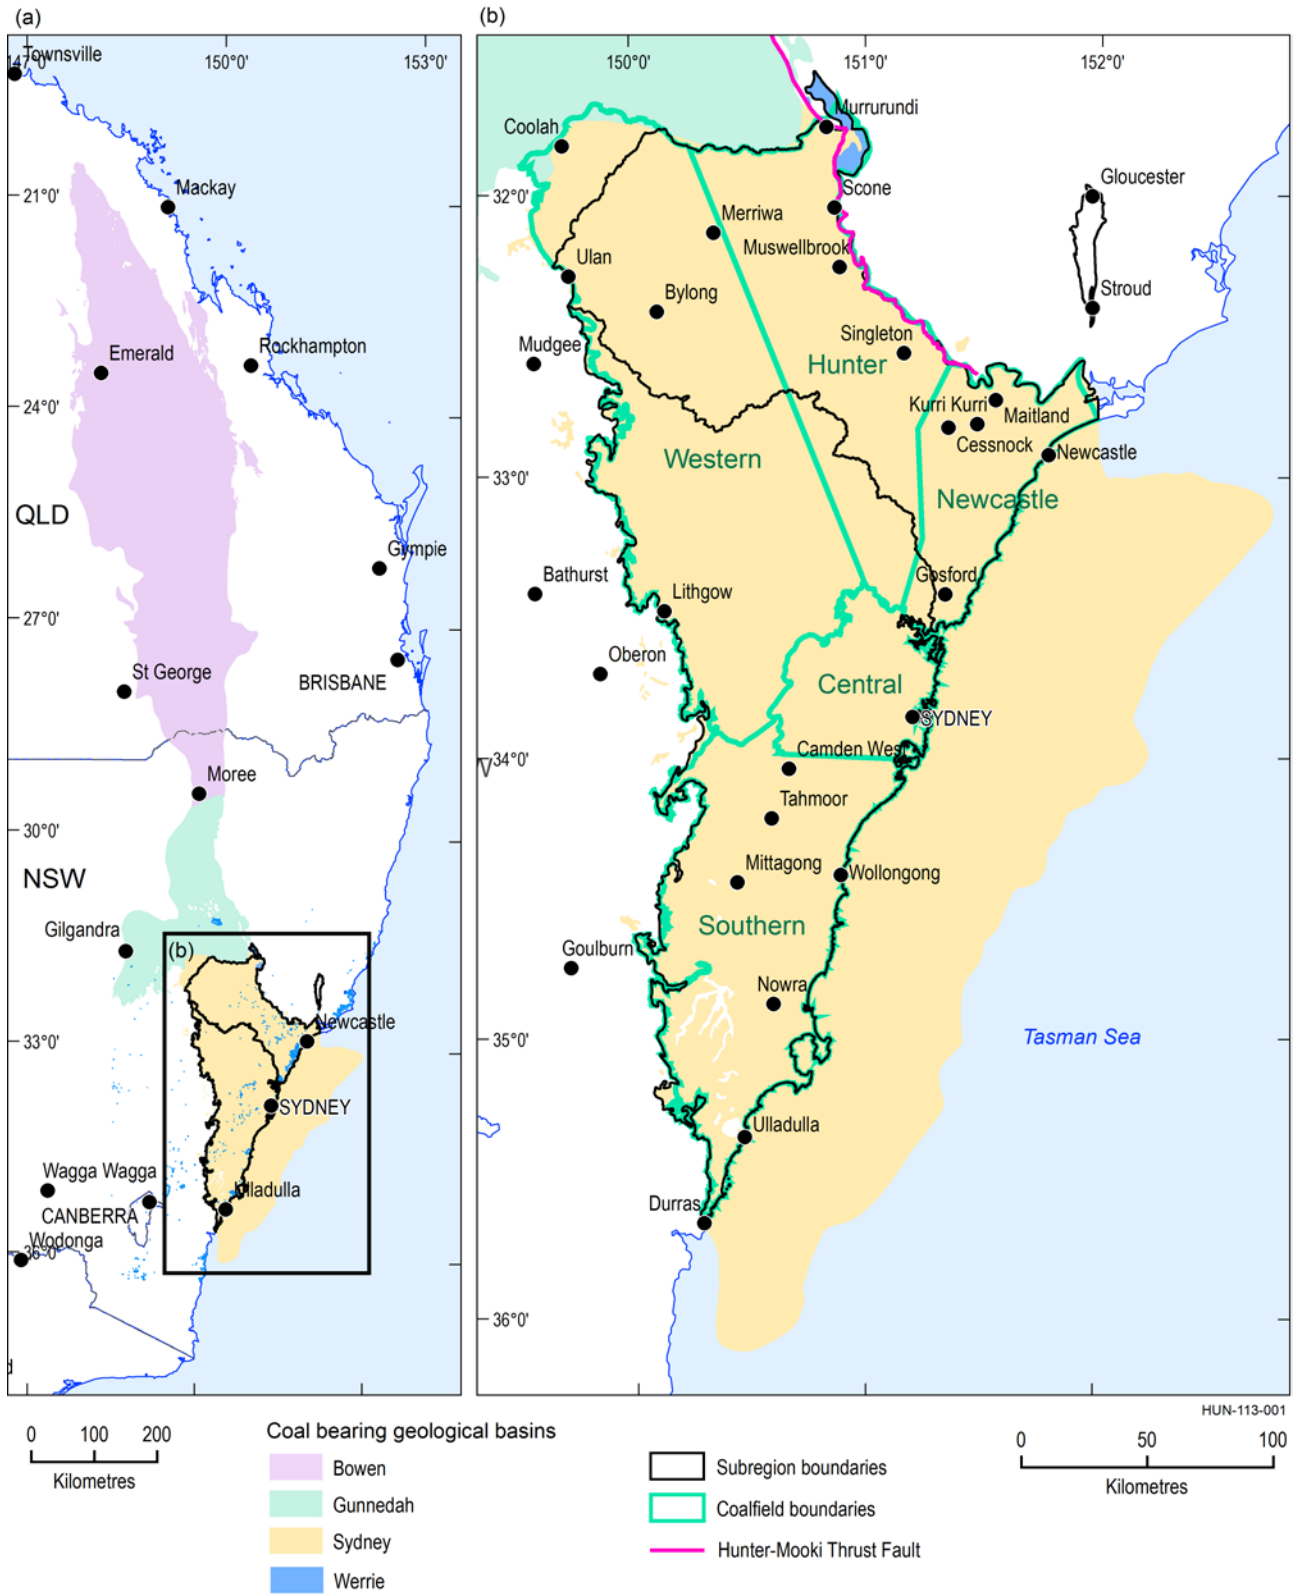 (a)
Townsville
147°0'
150°0'
153°0'
21°0'
Mackay
Emerald
Rockhampton
24°0'
QLD
Gympie
27°0'
St George
BRISBANE
Moree
30°0'
NSW
Gilgandra
(b)
33°0'
Newcastle
SYDNEY
Wagga Wagga
CANBERRA
Ulladulla
Wodonga
36°0'
(b)
150°0'
151°0'
152°0'
Coolah
Murrurundi
32°0'
Scone
Gloucester
Merriwa
Muswellbrook
Ulan
Bylong
Stroud
Singleton
Mudgee
Hunter
Kurri Kurri
Maitland
Cessnock
Newcastle
Western
33°0'
Newcastle
Bathurst
Lithgow
Gosford
Oberon
Central
SYDNEY
34°0'
Camden West
Tahmoor
Mittagong
Wollongong
Southern
Goulburn
Nowra
35°0'
Tasman Sea
Ulladulla
Durras
36°0'
HUN-113-001
0 100 200
Kilometres
Coal bearing geological basins
Bowen
Gunnedah
Sydney
Werrie
Subregion boundaries
Coalfield boundaries
Hunter-Mooki Thrust Fault
0 50 100
Kilometres